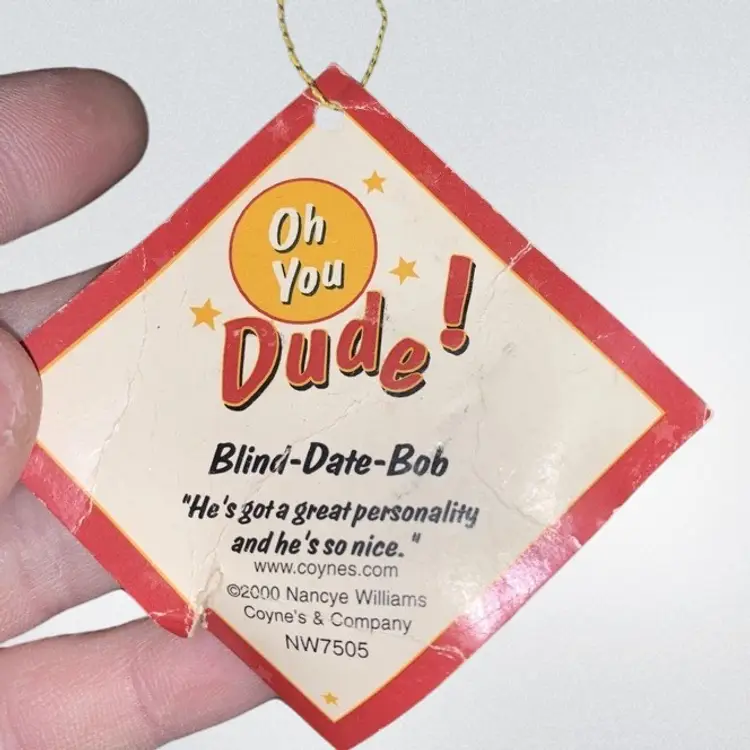 Oh
You
Dude!
Blind-Date-Bob
"He's got a great personality
and he's so nice."
www.coynes.com
©2000 Nancye Williams
Coyne's & Company
NW7505